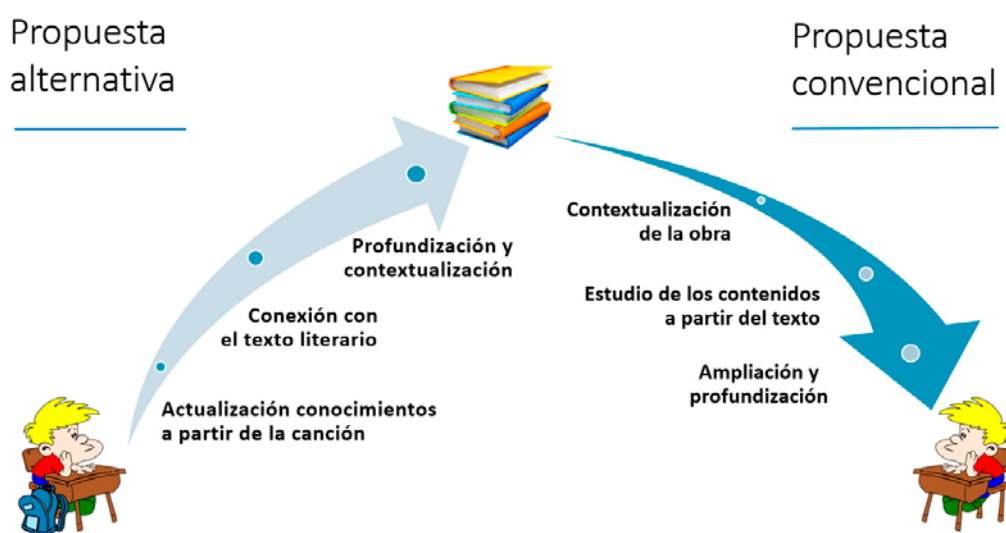 Propuesta
alternativa
Propuesta
convencional
Profundización y
contextualización
Conexión con
el texto literario
Actualización conocimientos
a partir de la canción
Contextualización
de la obra
Estudio de los contenidos
a partir del texto
Ampliación y
profundización